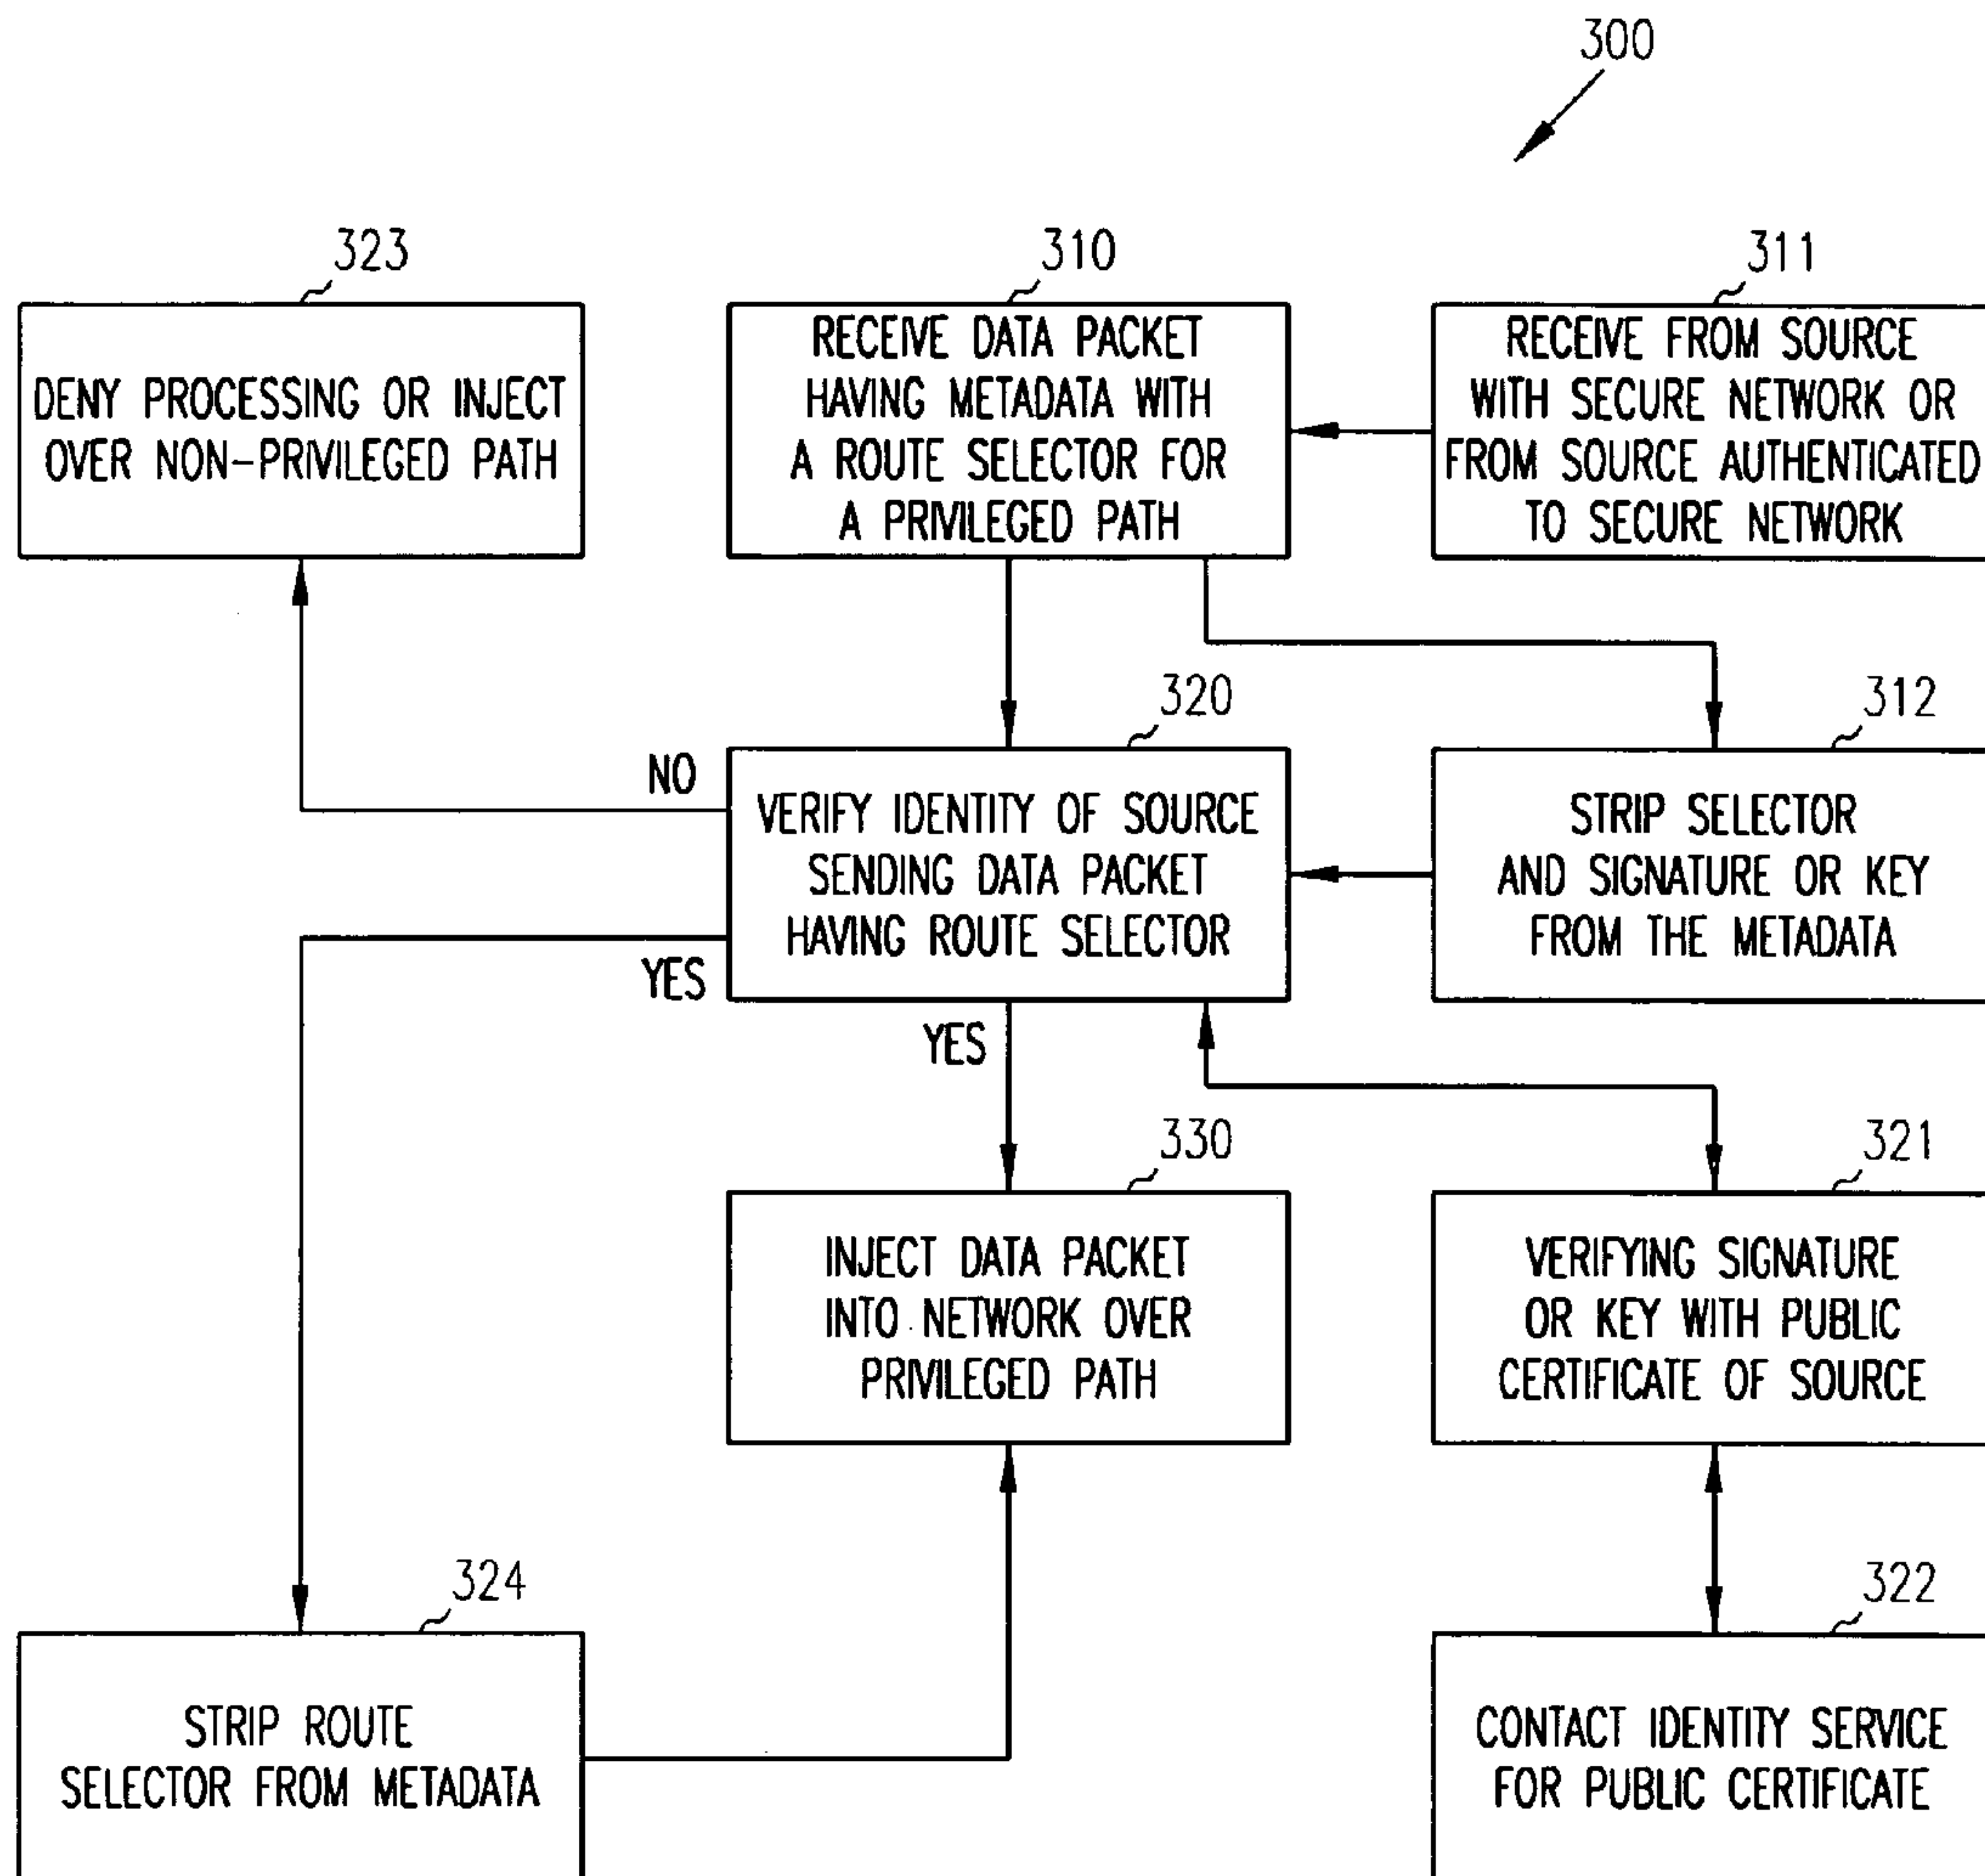 300
323
DENY PROCESSING OR INJECT
OVER NON-PRIVILEGED PATH
310
RECEIVE DATA PACKET
HAVING METADATA WITH
A ROUTE SELECTOR FOR
A PRIVILEGED PATH
311
RECEIVE FROM SOURCE
WITH SECURE NETWORK OR
FROM SOURCE AUTHENTICATED
TO SECURE NETWORK
NO
YES
320
VERIFY IDENTITY OF SOURCE
SENDING DATA PACKET
HAVING ROUTE SELECTOR
312
STRIP SELECTOR
AND SIGNATURE OR KEY
FROM THE METADATA
YES
330
INJECT DATA PACKET
INTO NETWORK OVER
PRIVILEGED PATH
321
VERIFYING SIGNATURE
OR KEY WITH PUBLIC
CERTIFICATE OF SOURCE
324
STRIP ROUTE
SELECTOR FROM METADATA
322
CONTACT IDENTITY SERVICE
FOR PUBLIC CERTIFICATE